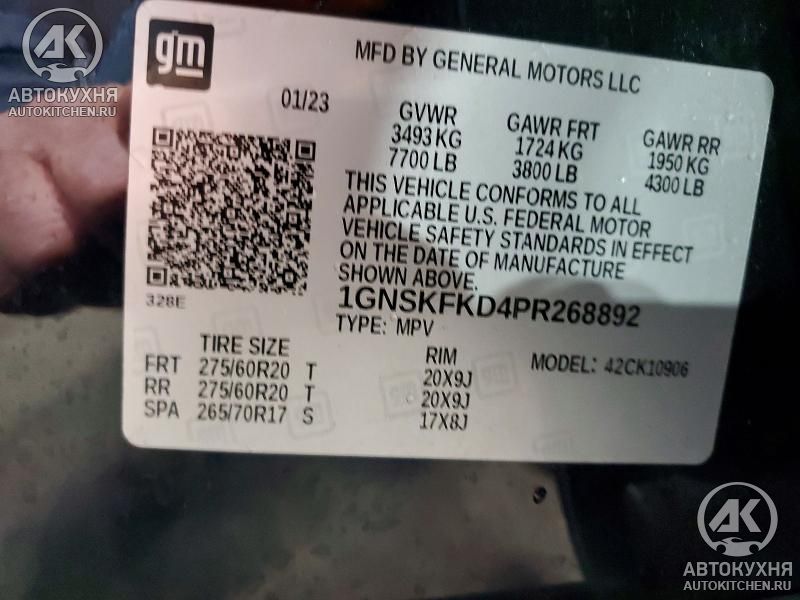 AK
АВТОКУХНЯ
AUTOKITCHEN.RU
gm
MFD BY GENERAL MOTORS LLC
01/23
GVWR
3493 KG
7700 LB
GAWR FRT
1724 KG
3800 LB
GAWR RR
1950 KG
4300 LB
THIS VEHICLE CONFORMS TO ALL
APPLICABLE U.S. FEDERAL MOTOR
VEHICLE SAFETY STANDARDS IN EFFECT
ON THE DATE OF MANUFACTURE
SHOWN ABOVE.
328E
1GNSKFKD4PR268892
TYPE: MPV
TIRE SIZE
FRT 275/60R20 T
RR 275/60R20 T
SPA 265/70R17 S
RIM
20X9J
20X9J
17X8J
MODEL: 42CK10906
AK
АВТОКУХНЯ
AUTOKITCHEN.RU